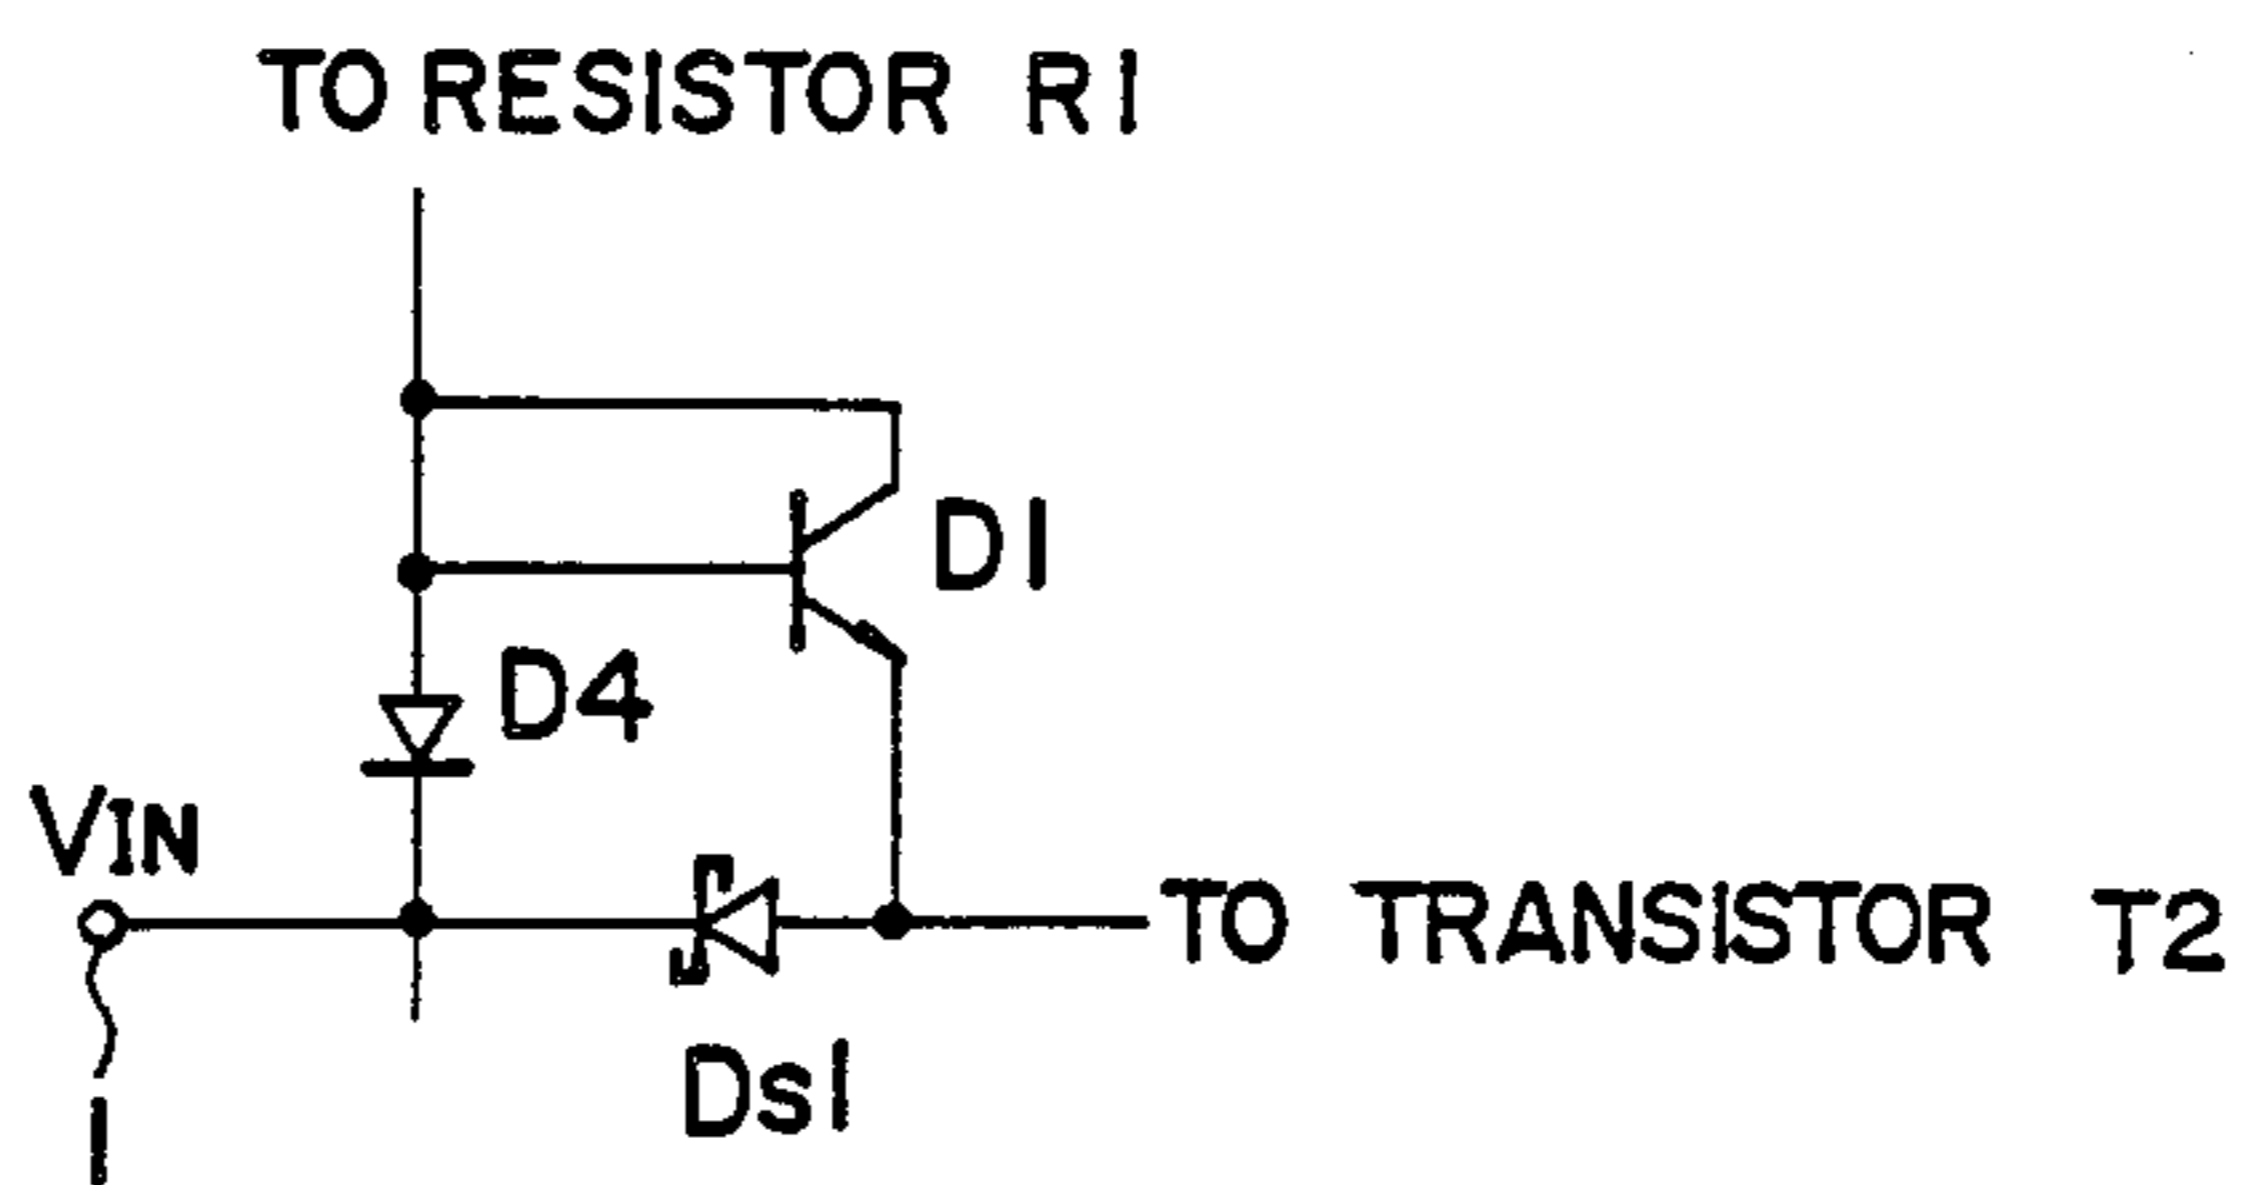 TO RESISTOR R1
D1
D4
VIN
TO TRANSISTOR T2
Ds1
1